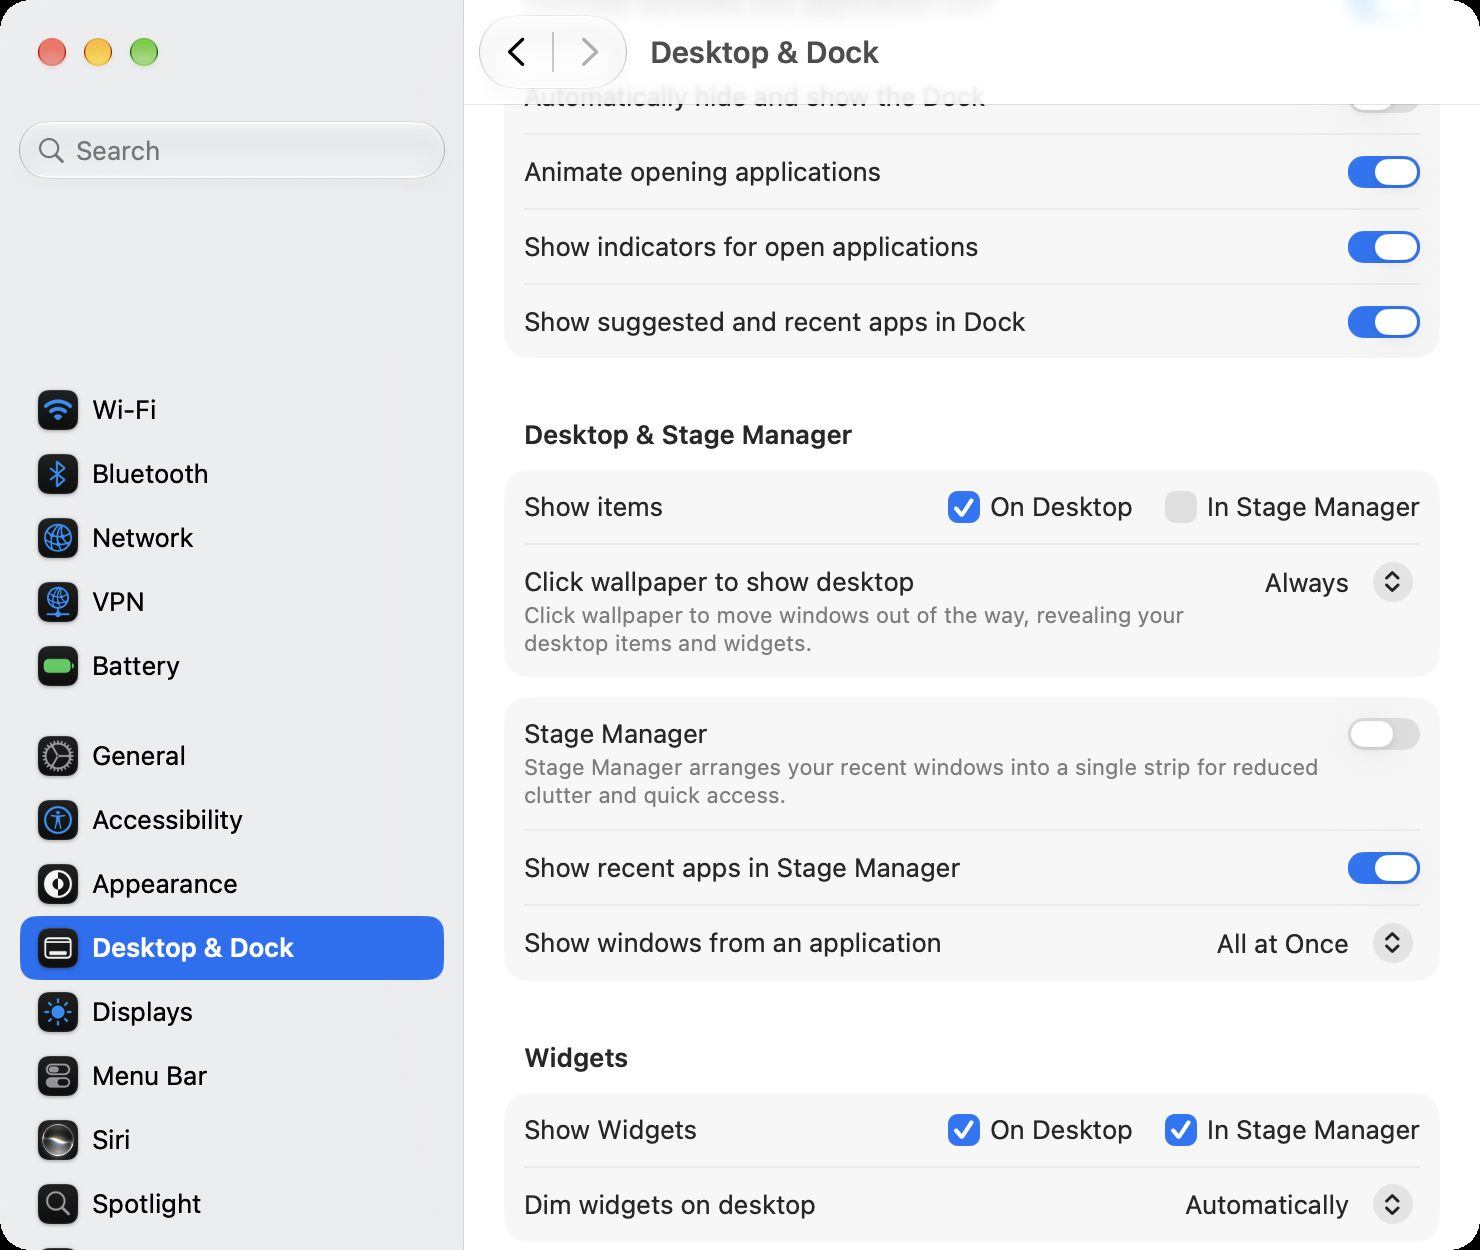 Desktop & Dock
Search
Automatically hide and show the Dock
Animate opening applications
Show indicators for open applications
Show suggested and recent apps in Dock
Wi-Fi
Bluetooth
Network
VPN
Battery
General
Accessibility
Appearance
Desktop & Dock
Displays
Menu Bar
Siri
Spotlight
Desktop & Stage Manager
Show items On Desktop In Stage Manager
Click wallpaper to show desktop Always
Click wallpaper to move windows out of the way, revealing your
desktop items and widgets.
Stage Manager
Stage Manager arranges your recent windows into a single strip for reduced
clutter and quick access.
Show recent apps in Stage Manager
Show windows from an application All at Once
Widgets
Show Widgets On Desktop In Stage Manager
Dim widgets on desktop Automatically